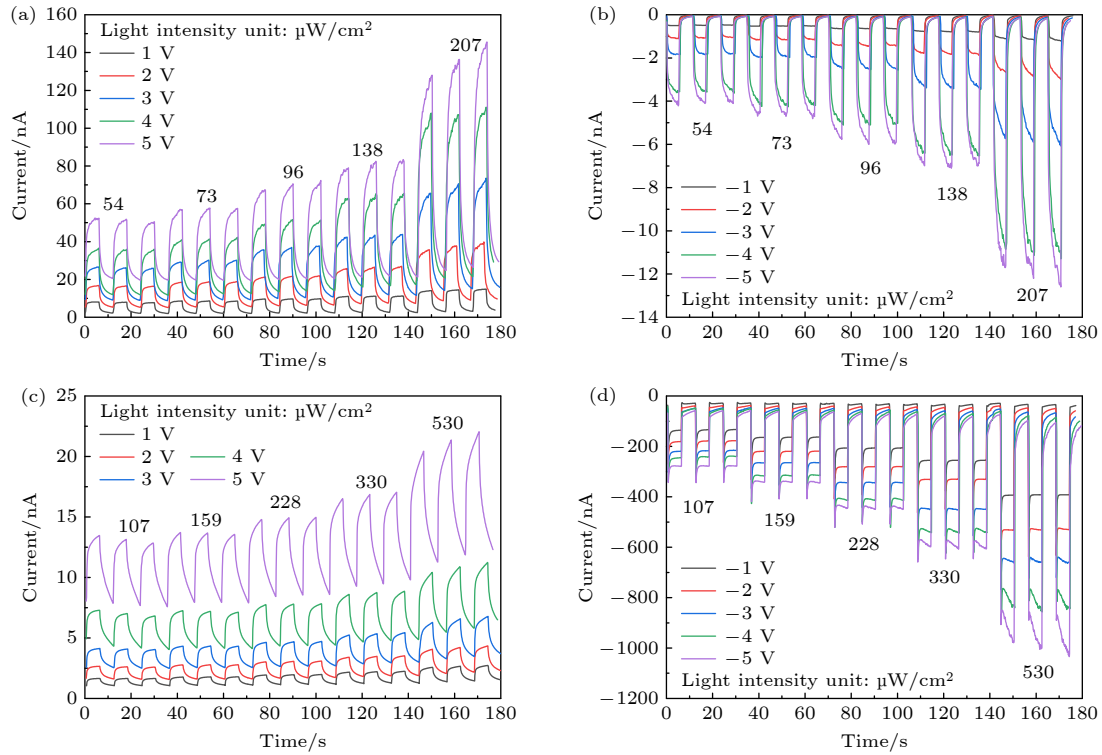 (a)
Light intensity unit: µW/cm²
1 V
2 V
3 V
4 V
5 V
54
73
96
138
207
0
20
40
60
80
100
120
140
160
Current/nA
0 20 40 60 80 100 120 140 160 180
Time/s
(b)
0
−2
−4
−6
−8
−10
−12
−14
Current/nA
54
73
96
138
207
−1 V
−2 V
−3 V
−4 V
−5 V
Light intensity unit: µW/cm²
0 20 40 60 80 100 120 140 160 180
Time/s
(c)
Light intensity unit: µW/cm²
1 V
2 V 4 V
3 V 5 V
107
159
228
330
530
25
20
15
10
5
0
Current/nA
0 20 40 60 80 100 120 140 160 180
Time/s
(d)
0
−200
−400
−600
−800
−1000
−1200
Current/nA
107
159
228
330
530
−1 V
−2 V
−3 V
−4 V
−5 V
Light intensity unit: µW/cm²
0 20 40 60 80 100 120 140 160 180
Time/s